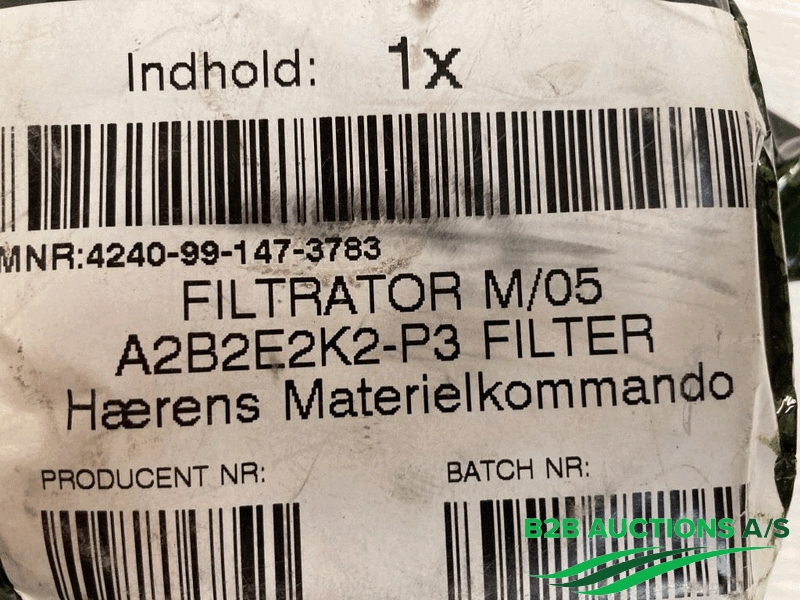 Indhold: 1x
MNR:4240-99-147-3783
FILTRATOR M/05
A2B2E2K2-P3 FILTER
Hærens Materielkommando
PRODUCENT NR: BATCH NR:
B2B AUCTIONS A/S